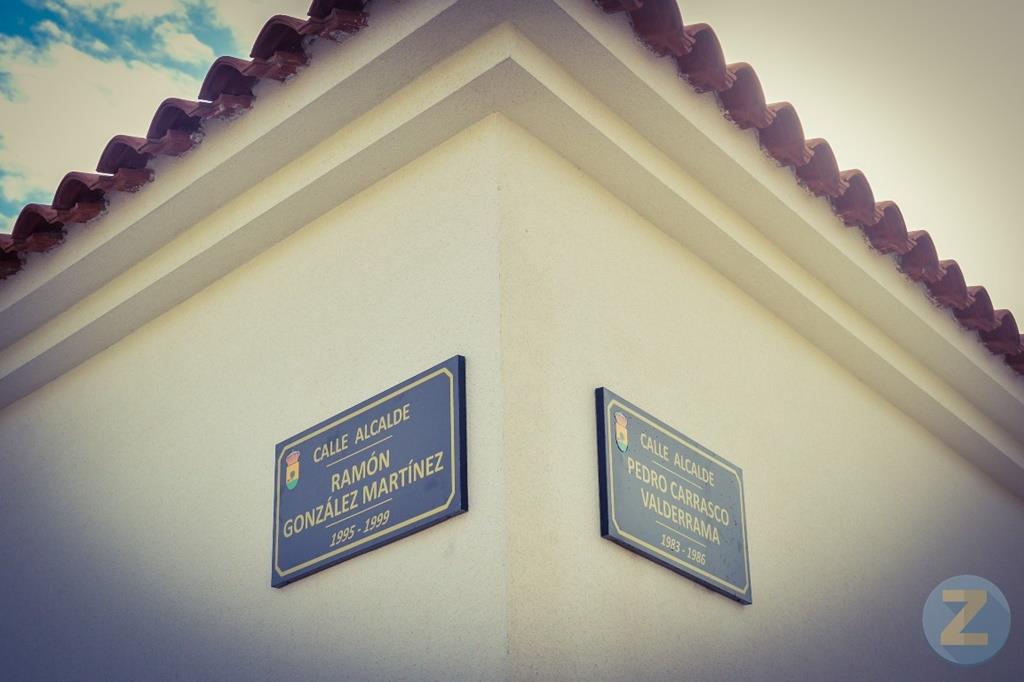 CALLE ALCALDE
RAMÓN
GONZÁLEZ MARTÍNEZ
1995 - 1999
CALLE ALCALDE
PEDRO CARRASCO
VALDERRAMA
1983 - 1986
Z